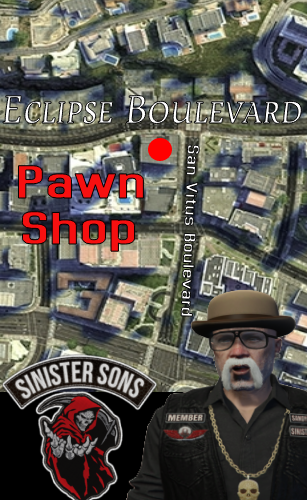 ECLIPSE BOULEVARD
San Vitus Boulevard
Pawn
Shop
SINISTER SONS
MEMBER